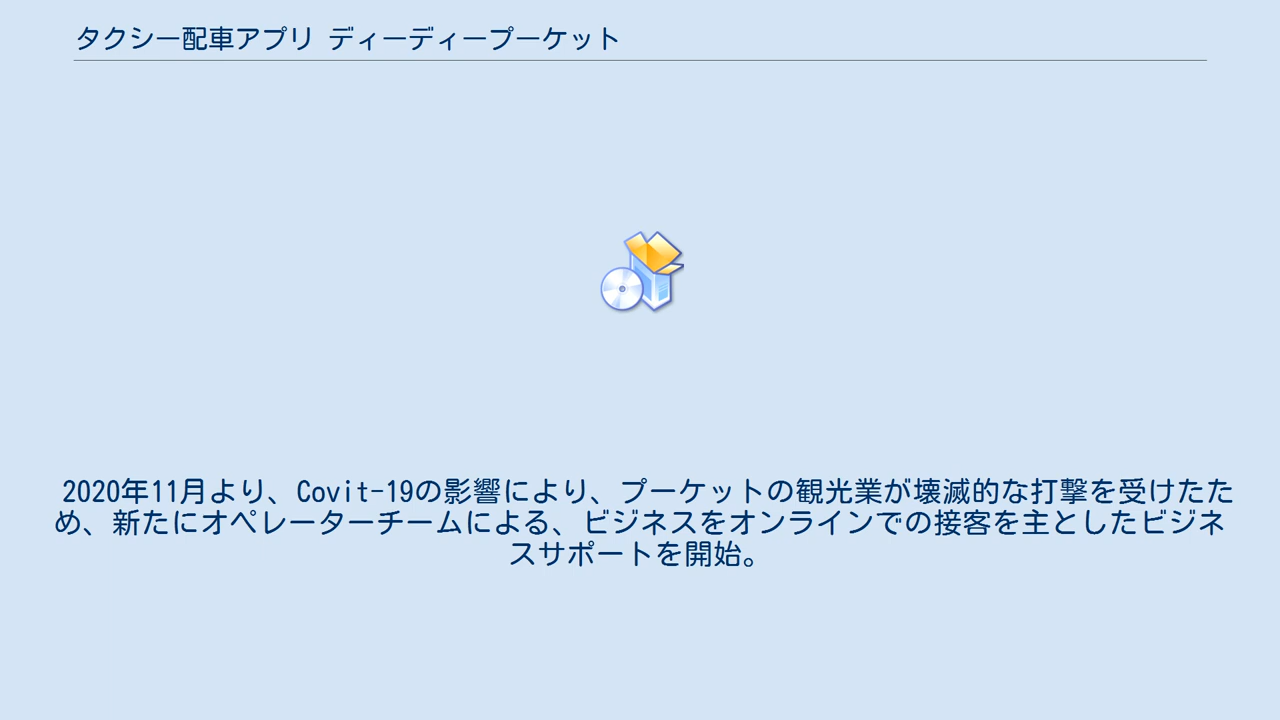 タクシー配車アプリ ディーディープーケット
2020年11月より、Covit-19の影響により、プーケットの観光業が壊滅的な打撃を受けたた
め、新たにオペレーターチームによる、ビジネスをオンラインでの接客を主としたビジネ
スサポートを開始。